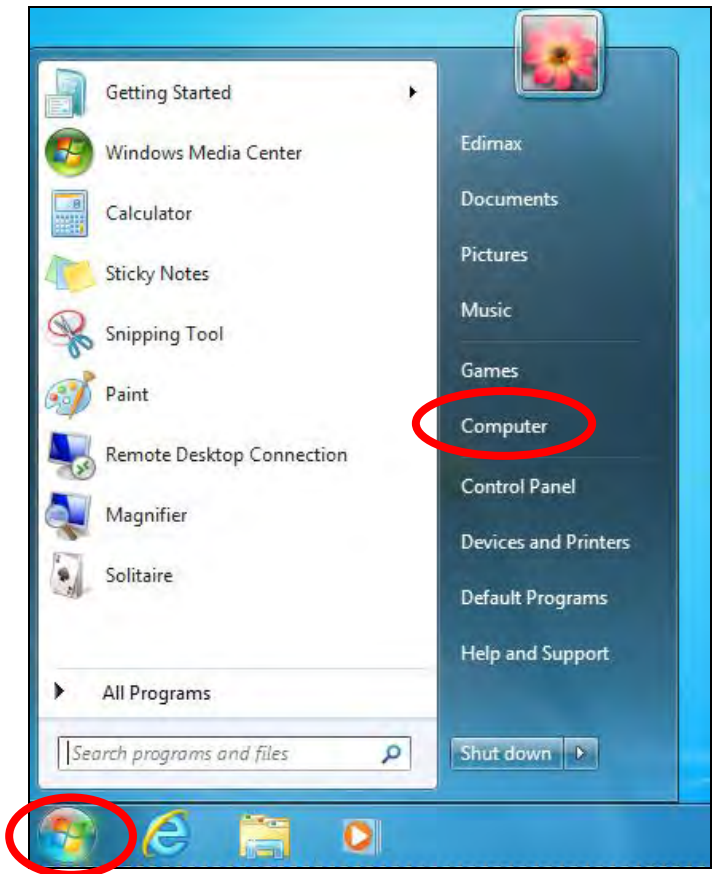 Getting Started
Windows Media Center
Calculator
Sticky Notes
Snipping Tool
Paint
Remote Desktop Connection
Magnifier
Solitaire
All Programs
Search programs and files
Edimax
Documents
Pictures
Music
Games
Computer
Control Panel
Devices and Printers
Default Programs
Help and Support
Shut down